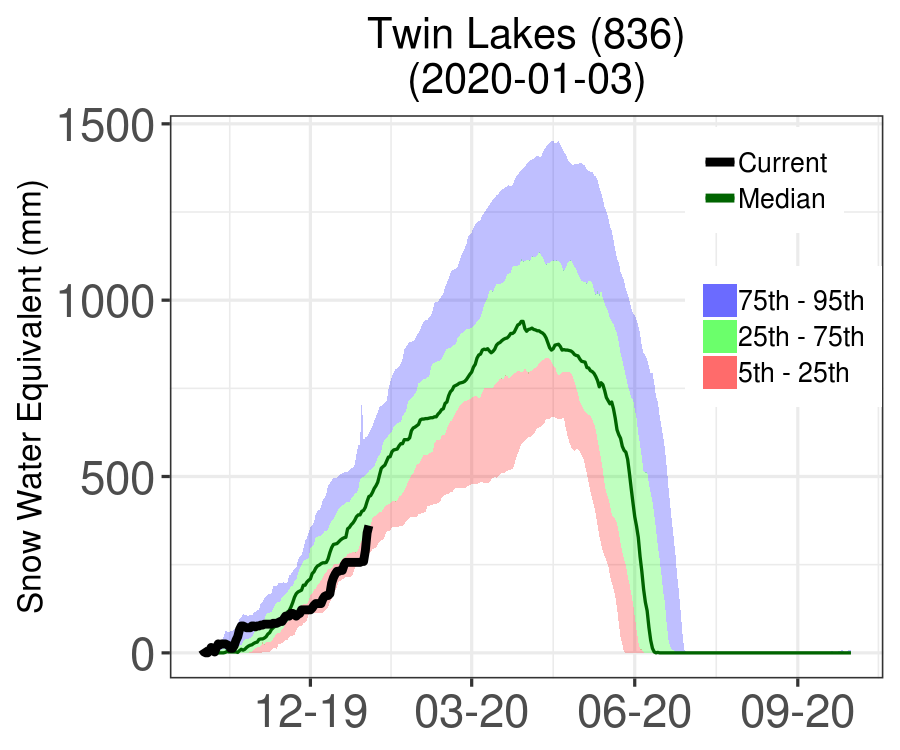 Twin Lakes (836)
(2020-01-03)
Snow Water Equivalent (mm)
1500
1000
500
0
Current
Median
75th - 95th
25th - 75th
5th - 25th
12-19 03-20 06-20 09-20